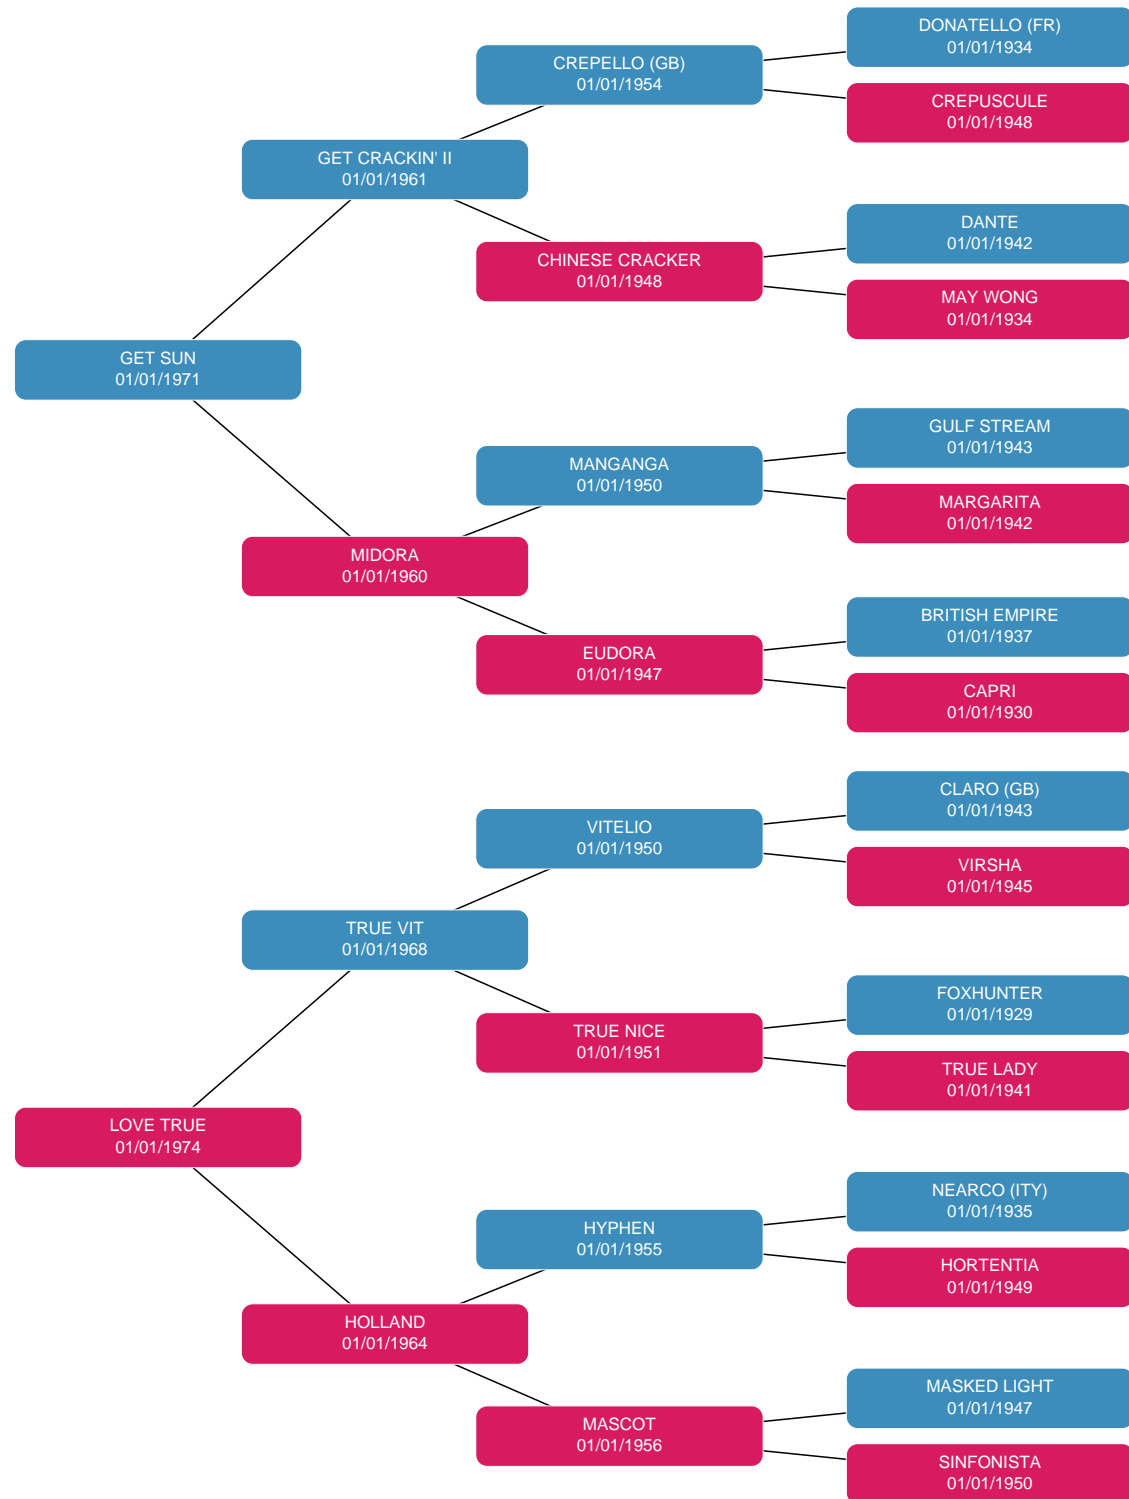 DONATELLO (FR)
01/01/1934
CREPELLO (GB)
01/01/1954
CREPUSCULE
01/01/1948
GET CRACKIN' II
01/01/1961
DANTE
01/01/1942
CHINESE CRACKER
01/01/1948
MAY WONG
01/01/1934
GET SUN
01/01/1971
GULF STREAM
01/01/1943
MANGANGA
01/01/1950
MARGARITA
01/01/1942
MIDORA
01/01/1960
BRITISH EMPIRE
01/01/1937
EUDORA
01/01/1947
CAPRI
01/01/1930
CLARO (GB)
01/01/1943
VITELIO
01/01/1950
VIRSHA
01/01/1945
TRUE VIT
01/01/1968
FOXHUNTER
01/01/1929
TRUE NICE
01/01/1951
TRUE LADY
01/01/1941
LOVE TRUE
01/01/1974
NEARCO (ITY)
01/01/1935
HYPHEN
01/01/1955
HORTENTIA
01/01/1949
HOLLAND
01/01/1964
MASKED LIGHT
01/01/1947
MASCOT
01/01/1956
SINFONISTA
01/01/1950